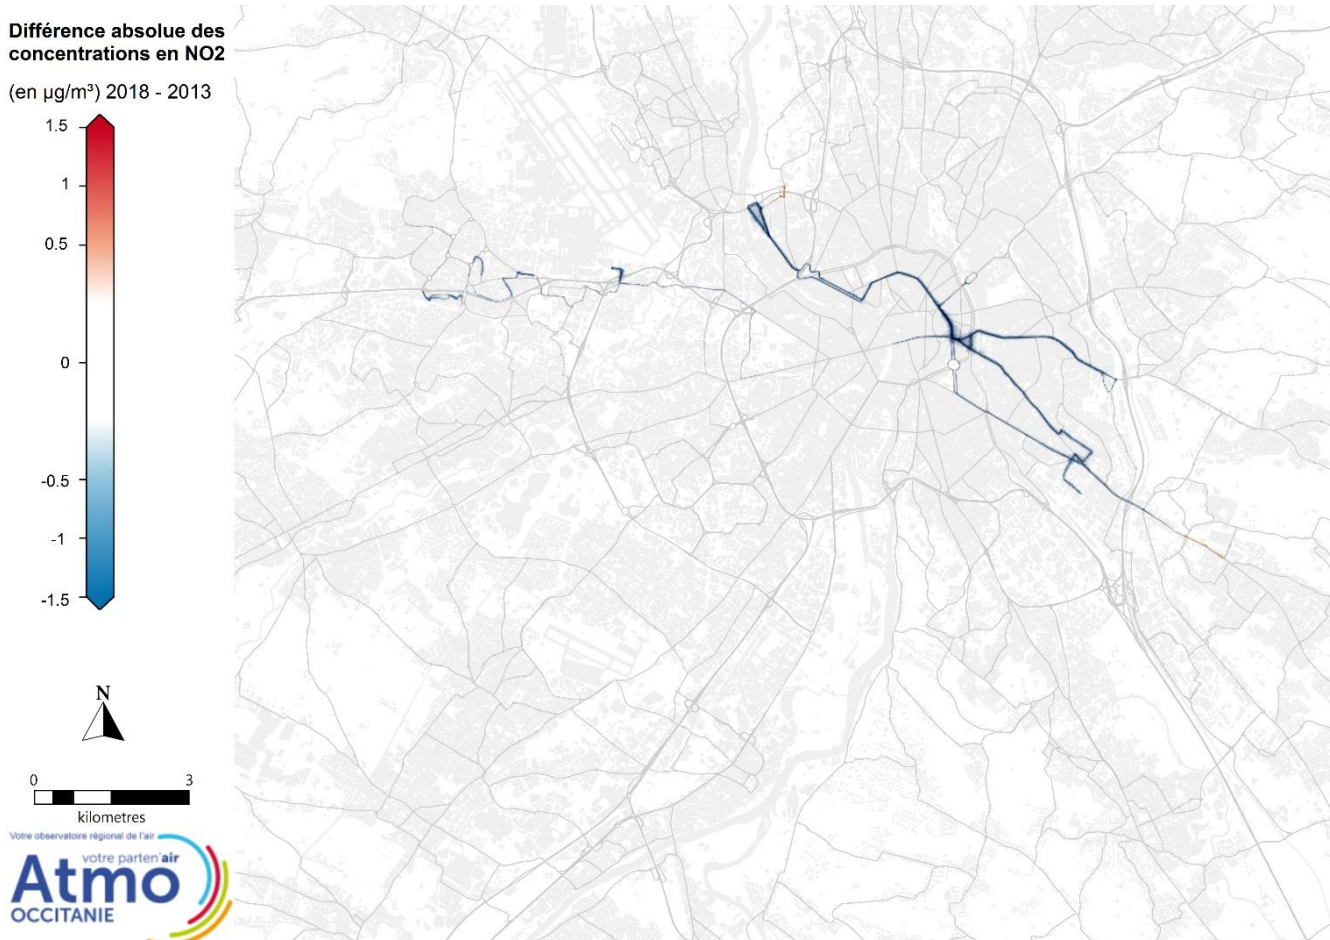 Différence absolue des
concentrations en NO2
(en µg/m³) 2018 - 2013
1.5
1
0.5
0
-0.5
-1
-1.5
N
0 3
kilometres
Votre observatoire régional de l'air
votre parten'air
Atmo
OCCITANIE